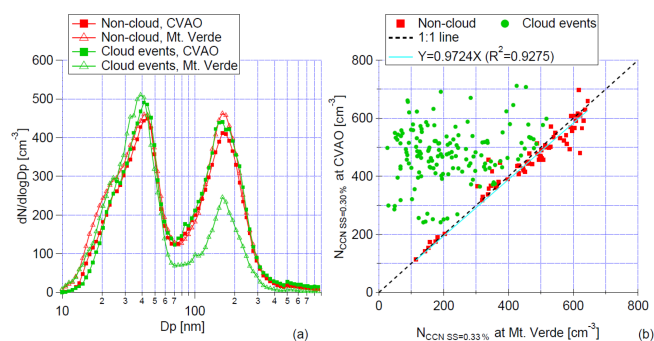 Non-cloud, CVAO
Non-cloud, Mt. Verde
Cloud events, CVAO
Cloud events, Mt. Verde
600
500
400
300
200
100
0
dN/dlogDp [cm-3]
10
2
3
4
5
6
7
100
2
3
4
5
6
7
Dp [nm]
(a)
Non-cloud
Cloud events
1:1 line
Y=0.9724X (R2=0.9275)
800
600
400
200
0
NCCN SS=0.30% at CVAO [cm-3]
0
200
400
600
800
NCCN SS=0.33% at Mt. Verde [cm-3]
(b)